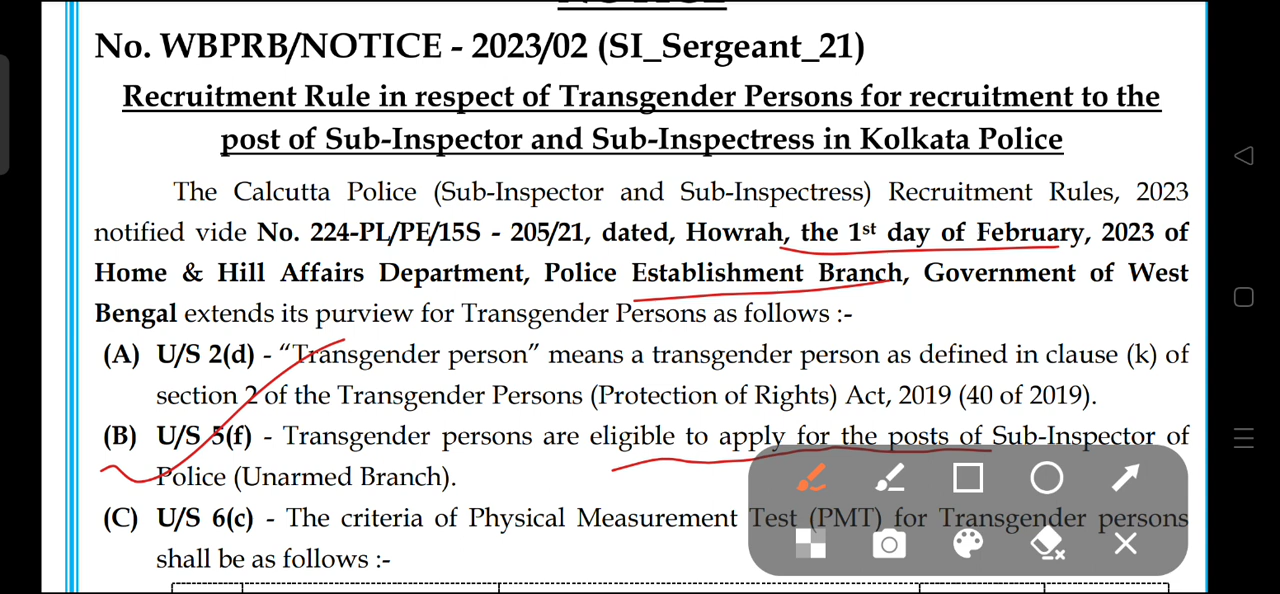 No. WBPRB/NOTICE - 2023/02 (SI_Sergeant_21)
Recruitment Rule in respect of Transgender Persons for recruitment to the
post of Sub-Inspector and Sub-Inspectress in Kolkata Police
The Calcutta Police (Sub-Inspector and Sub-Inspectress) Recruitment Rules, 2023
notified vide No. 224-PL/PE/15S - 205/21, dated, Howrah, the 1st day of February, 2023 of
Home & Hill Affairs Department, Police Establishment Branch, Government of West
Bengal extends its purview for Transgender Persons as follows :-
(A) U/S 2(d) - “Transgender person” means a transgender person as defined in clause (k) of
section 2 of the Transgender Persons (Protection of Rights) Act, 2019 (40 of 2019).
(B) U/S 5(f) - Transgender persons are eligible to apply for the posts of Sub-Inspector of
Police (Unarmed Branch).
(C) U/S 6(c) - The criteria of Physical Measurement Test (PMT) for Transgender persons
shall be as follows :-